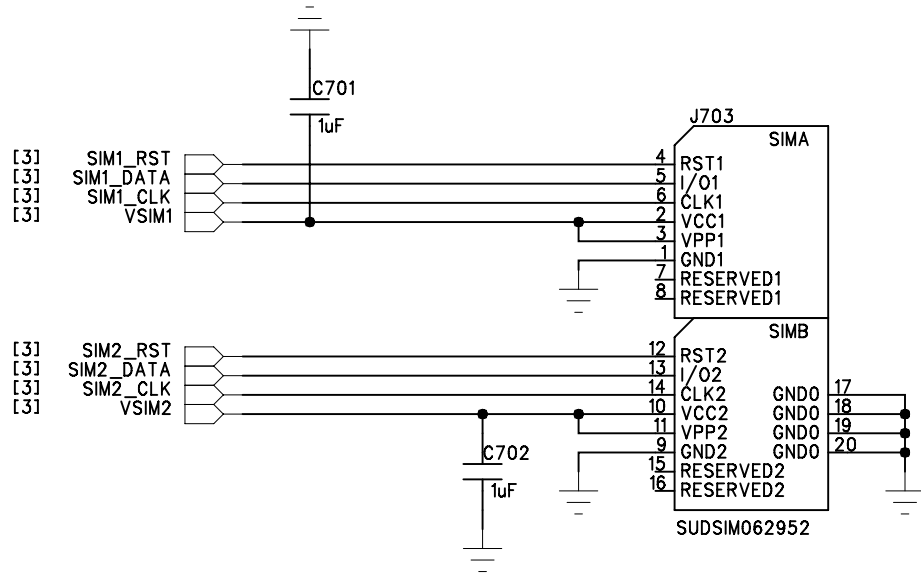 C701
1uF
J703
SIMA
[3] SIM1_RST 4 RST1
[3] SIM1_DATA 5 I/O1
[3] SIM1_CLK 6 CLK1
[3] VSIM1 2 VCC1
3 VPP1
1 GND1
7 RESERVED1
8 RESERVED1
SIMB
[3] SIM2_RST 12 RST2
[3] SIM2_DATA 13 I/O2
[3] SIM2_CLK 14 CLK2 GND0 17
[3] VSIM2 10 VCC2 GND0 18
11 VPP2 GND0 19
9 GND2 GND0 20
C702
15 RESERVED2
1uF
16 RESERVED2
SUDSIM062952